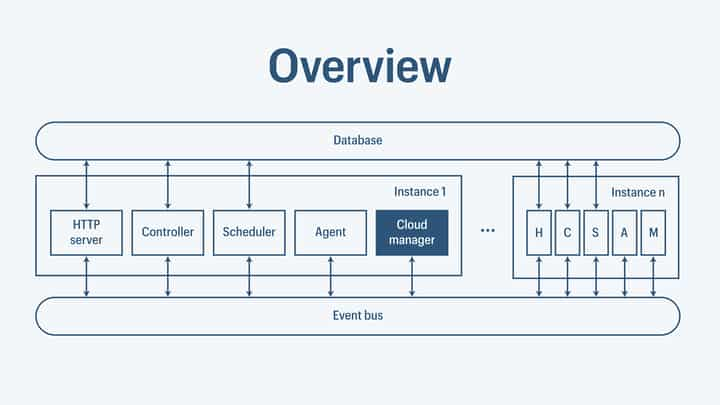 Overview
Database
Instance 1
HTTP
server
Controller
Scheduler
Agent
Cloud
manager
...
Instance n
H
C
S
A
M
Event bus